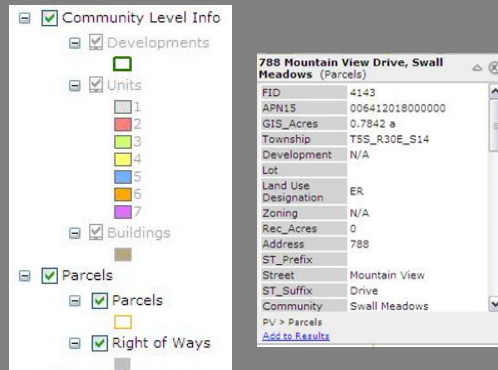 Community Level Info
Developments
Units
1
2
3
4
5
6
7
Buildings
Parcels
Parcels
Right of Ways
788 Mountain View Drive, Swall
Meadows (Parcels)
FID 4143
APN15 006412018000000
GIS_Acres 0.7842 a
Township T5S_R30E_S14
Development N/A
Lot
Land Use
Designation ER
Zoning N/A
Rec_Acres 0
Address 788
ST_Prefix
Street Mountain View
ST_Suffix Drive
Community Swall Meadows
PV > Parcels
Add to Results